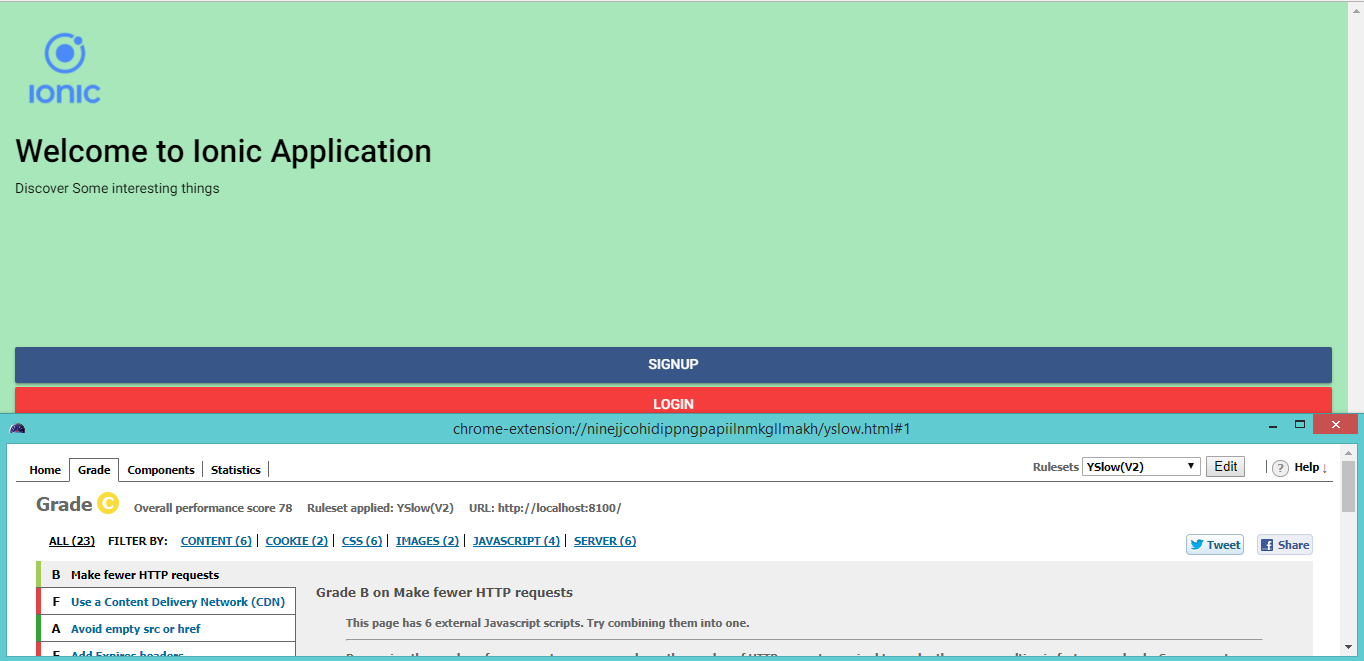 IONIC
Welcome to Ionic Application
Discover Some interesting things
SIGNUP
LOGIN
chrome-extension://ninejjcohidippngpapiilnmkgllmakh/yslow.html#1
Home Grade Components Statistics Rulesets YSlow(V2) Edit ? Help ↓
Grade C Overall performance score 78 Ruleset applied: YSlow(V2) URL: http://localhost:8100/
ALL (23) FILTER BY: CONTENT (6) | COOKIE (2) | CSS (6) | IMAGES (2) | JAVASCRIPT (4) | SERVER (6)
Tweet Share
B Make fewer HTTP requests
F Use a Content Delivery Network (CDN)
A Avoid empty src or href
F Add Expires headers
Grade B on Make fewer HTTP requests
This page has 6 external Javascript scripts. Try combining them into one.